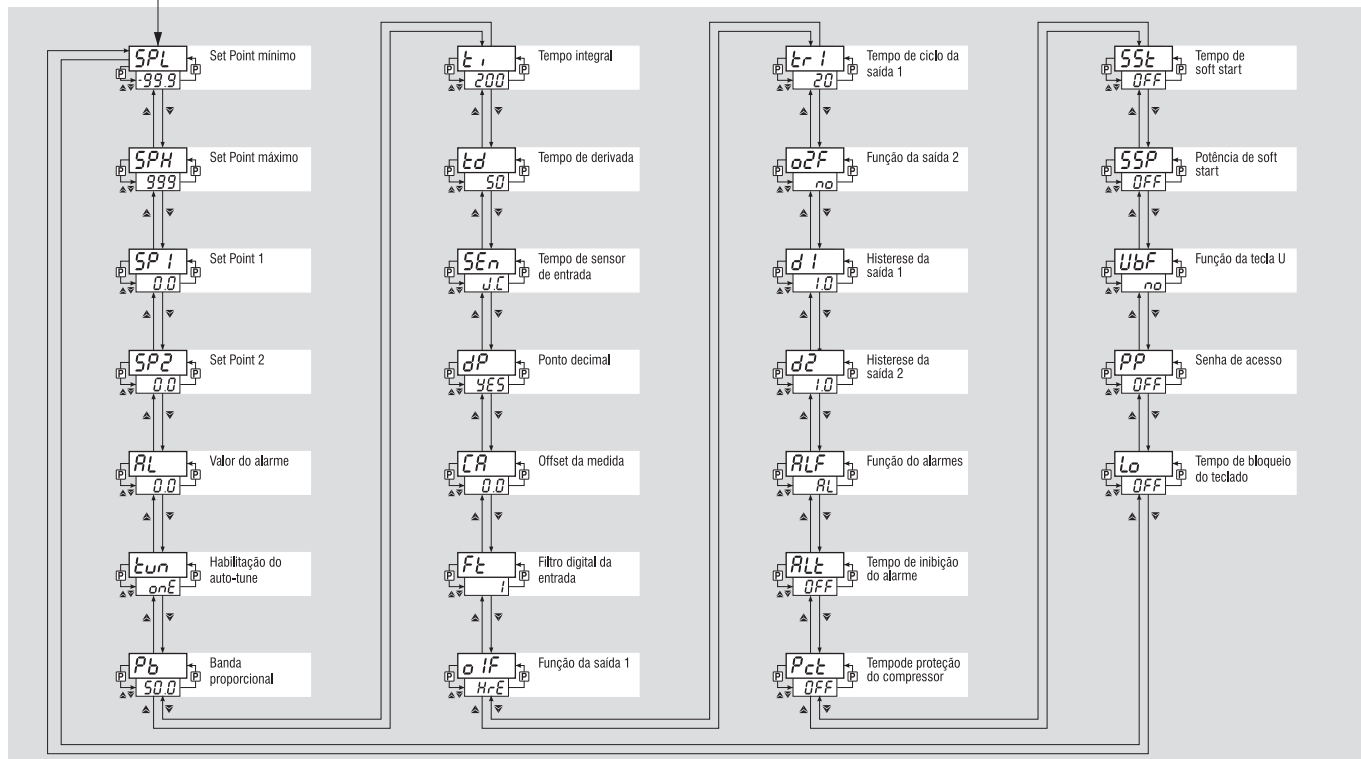 SPL
-99.9
Set Point mínimo
P
P
SPH
999
Set Point máximo
P
P
SP1
0.0
Set Point 1
P
P
SP2
0.0
Set Point 2
P
P
AL
0.0
Valor do alarme
P
P
tun
onE
Habilitação do
auto-tune
P
P
Pb
50.0
Banda
proporcional
P
P
ti
200
Tempo integral
P
P
td
50
Tempo de derivada
P
P
SEn
J.C
Tempo de sensor
de entrada
P
P
dP
YES
Ponto decimal
P
P
CA
0.0
Offset da medida
P
P
Ft
1
Filtro digital da
entrada
P
P
o1F
HrE
Função da saída 1
P
P
tr1
20
Tempo de ciclo da
saída 1
P
P
o2F
no
Função da saída 2
P
P
d1
1.0
Histerese da
saída 1
P
P
d2
1.0
Histerese da
saída 2
P
P
ALF
AL
Função do alarmes
P
P
ALt
OFF
Tempo de inibição
do alarme
P
P
Pct
OFF
Tempode proteção
do compressor
P
P
SSt
OFF
Tempo de
soft start
P
P
SSP
OFF
Potência de soft
start
P
P
UbF
no
Função da tecla U
P
P
PP
OFF
Senha de acesso
P
P
Lo
OFF
Tempo de bloqueio
do teclado
P
P